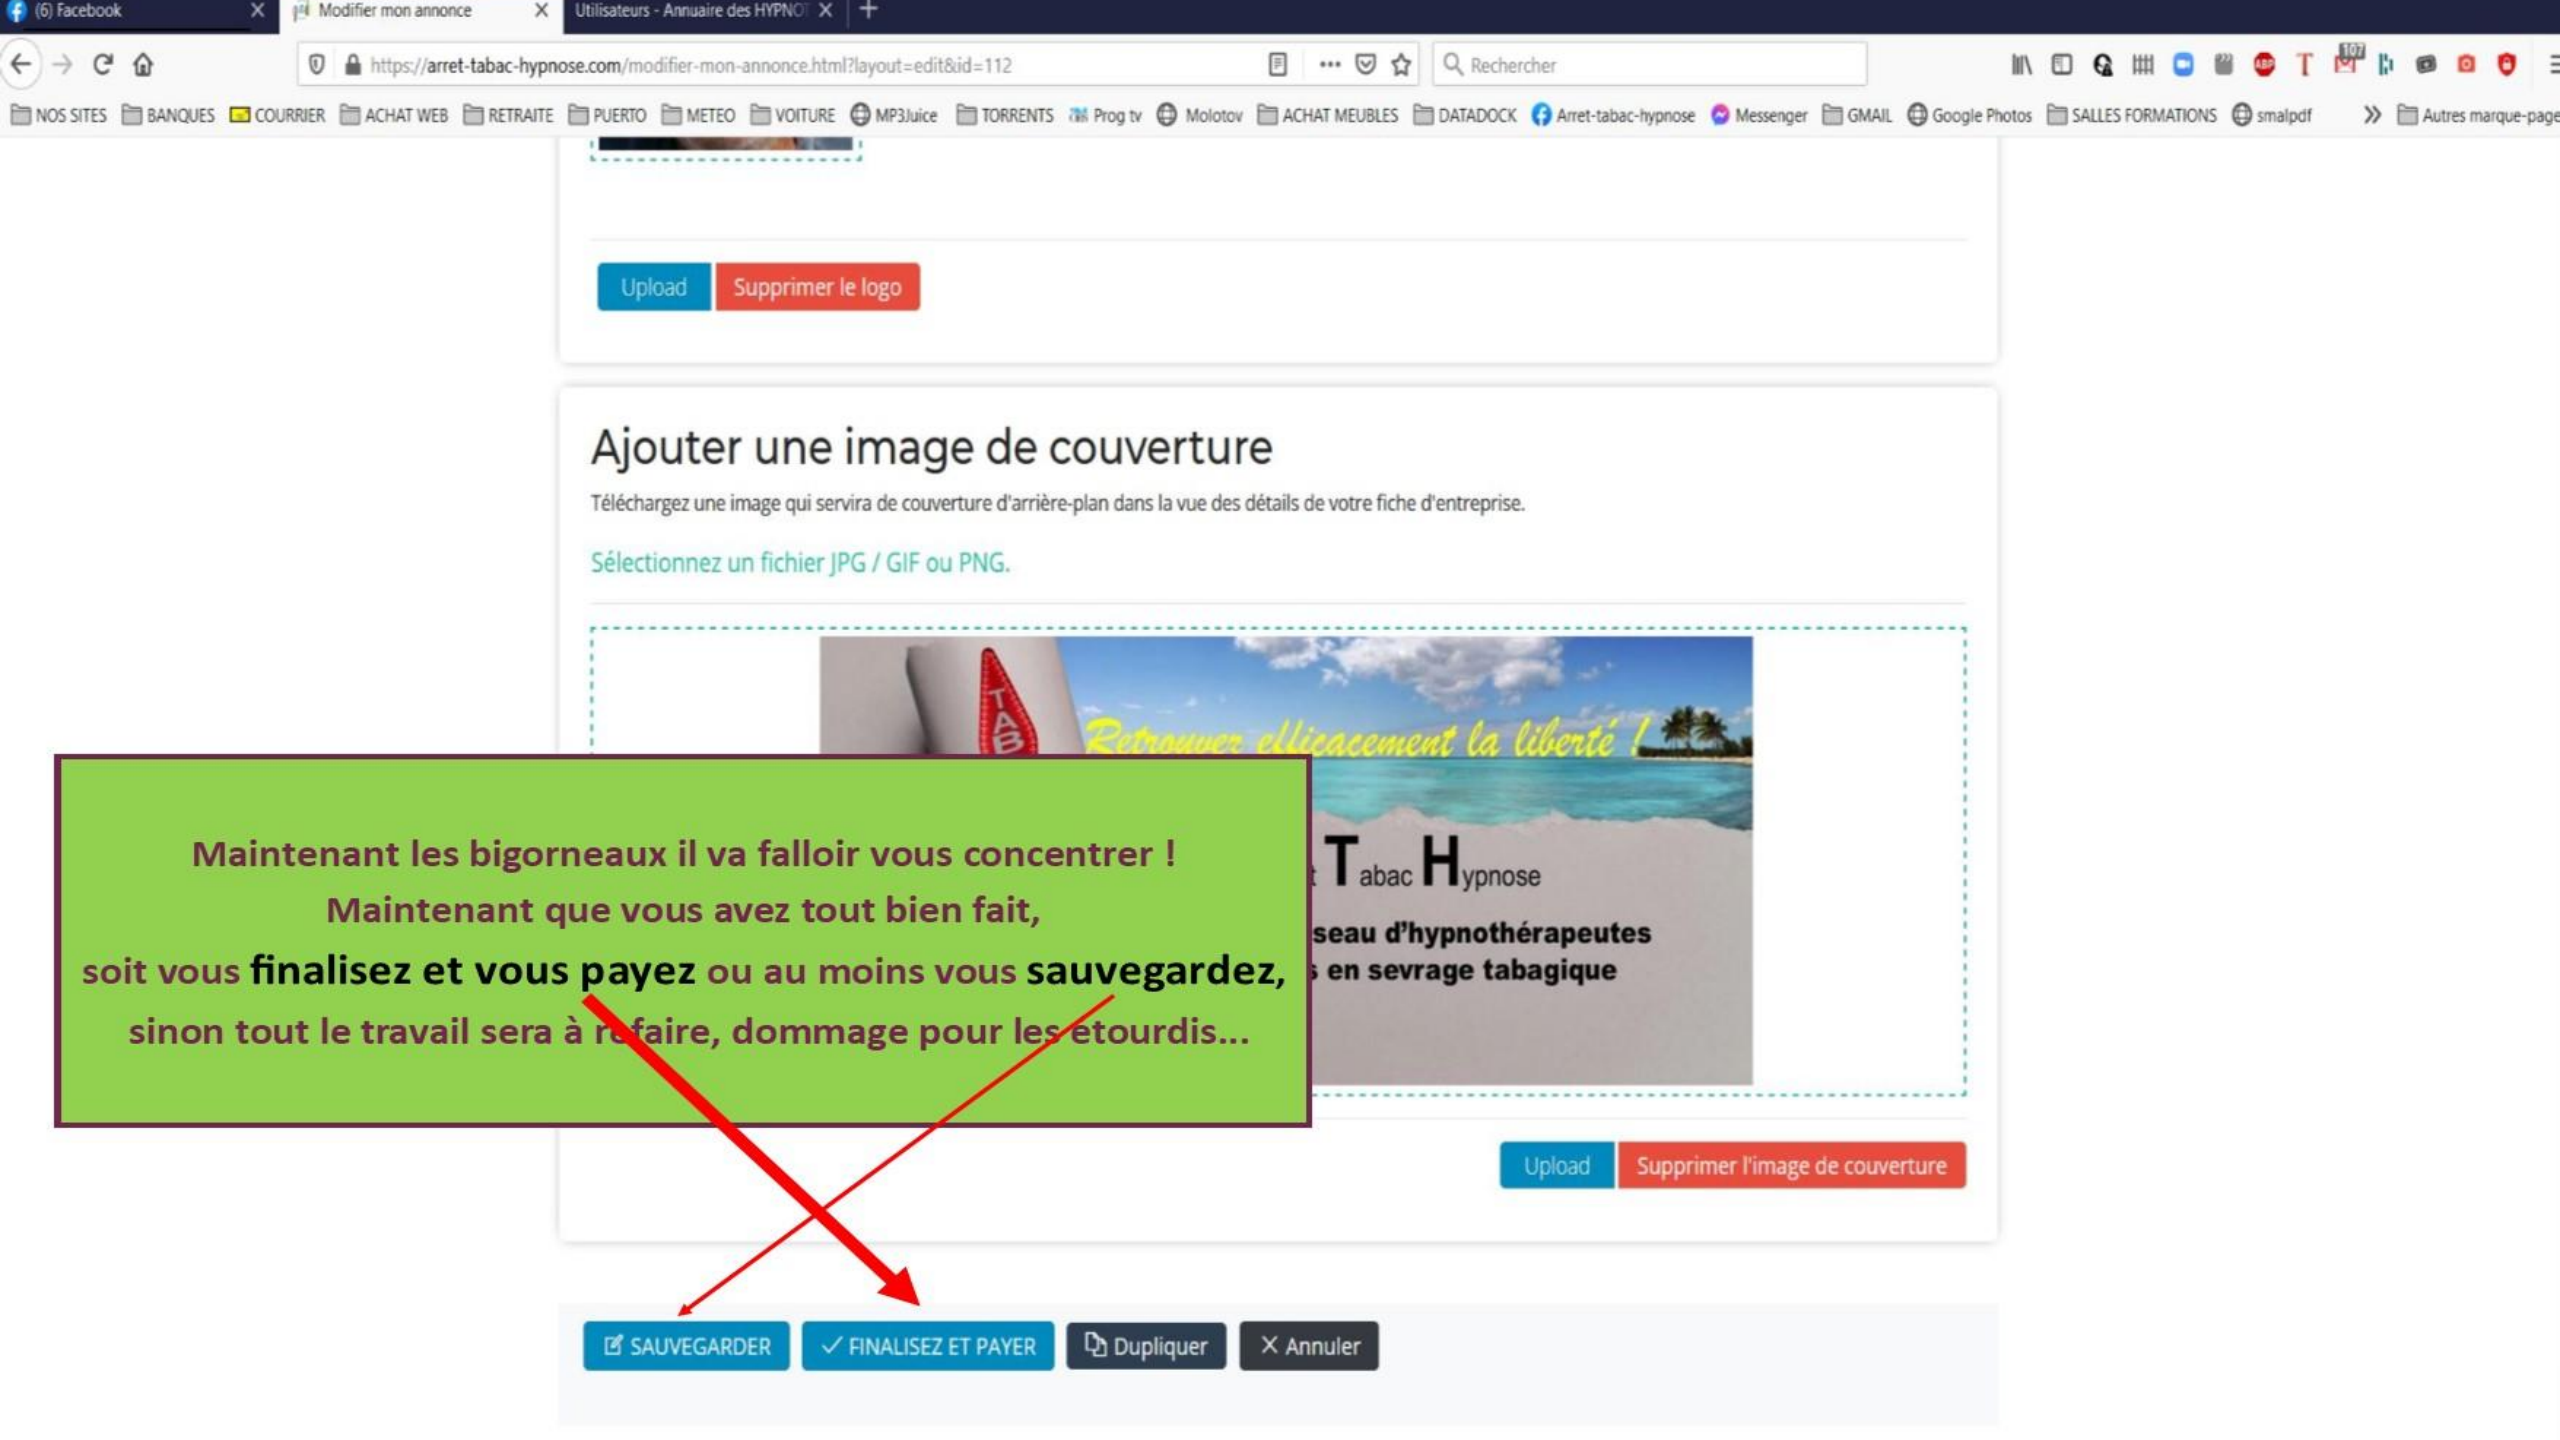 (6) Facebook
Modifier mon annonce
Utilisateurs - Annuaire des HYPNO
https://arret-tabac-hypnose.com/modifier-mon-annonce.html?layout=edit&id=112
Rechercher
ABP
T
107
NOS SITES BANQUES COURRIER ACHAT WEB RETRAITE PUERTO METEO VOITURE MP3Juice TORRENTS Prog tv Molotov ACHAT MEUBLES DATADOCK Arret-tabac-hypnose Messenger GMAIL Google Photos SALLES FORMATIONS smalpdf Autres marque-page
Upload Supprimer le logo
Ajouter une image de couverture
Téléchargez une image qui servira de couverture d'arrière-plan dans la vue des détails de votre fiche d'entreprise.
Sélectionnez un fichier JPG / GIF ou PNG.
TAB
Retrouver efficacement la liberté !
t Tabac Hypnose
seau d'hypnothérapeutes
s en sevrage tabagique
Maintenant les bigorneaux il va falloir vous concentrer !
Maintenant que vous avez tout bien fait,
soit vous finalisez et vous payez ou au moins vous sauvegardez,
sinon tout le travail sera à refaire, dommage pour les étourdis...
Upload Supprimer l'image de couverture
SAUVEGARDER FINALISEZ ET PAYER Dupliquer Annuler